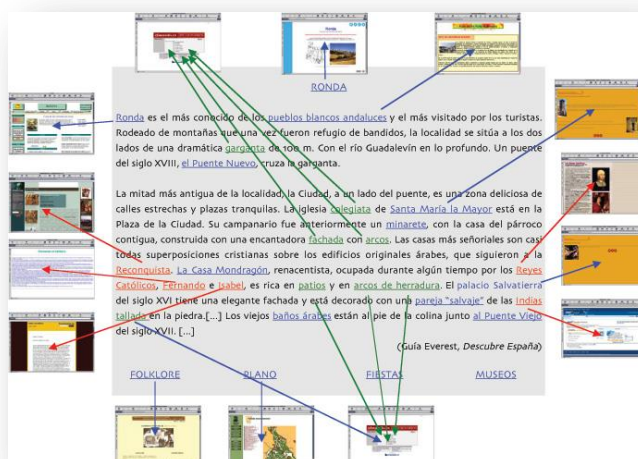 RONDA
Ronda es el más conocido de los pueblos blancos andaluces y el más visitado por los turistas.
Rodeado de montañas que una vez fueron refugio de bandidos, la localidad se sitúa a los dos
lados de una dramática garganta de 100 m. Con el río Guadalevín en lo profundo. Un puente
del siglo XVIII, el Puente Nuevo, cruza la garganta.
La mitad más antigua de la localidad, la Ciudad, a un lado del puente, es una zona deliciosa de
calles estrechas y plazas tranquilas. La iglesia colegiata de Santa María la Mayor está en la
Plaza de la Ciudad. Su campanario fue anteriormente un minarete, con la casa del párroco
contigua, construida con una encantadora fachada con arcos. Las casas más señoriales son casi
todas superposiciones cristianas sobre los edificios originales árabes, que siguieron a la
Reconquista. La Casa Mondragón, renacentista, ocupada durante algún tiempo por los Reyes
Católicos, Fernando e Isabel, es rica en patios y en arcos de herradura. El palacio Salvatierra
del siglo XVI tiene una elegante fachada y está decorado con una pareja "salvaje" de las Indias
tallada en la piedra.[...] Los viejos baños árabes están al pie de la colina junto al Puente Viejo
del siglo XVII. [...]
(Guía Everest, Descubre España)
FOLKLORE PLANO FIESTAS MUSEOS